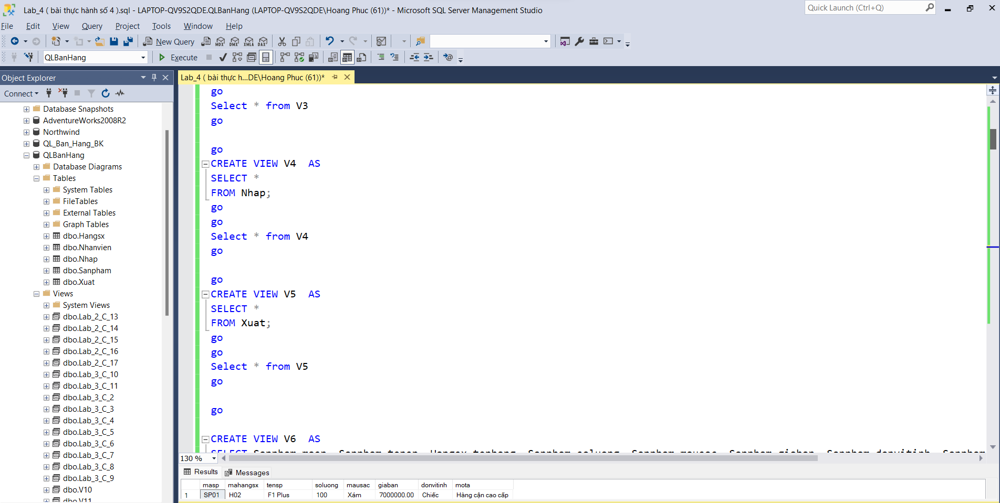 Lab_4 ( bài thực hành số 4 ).sql - LAPTOP-QV9S2QDE.QLBanHang (LAPTOP-QV9S2QDE\Hoang Phuc (61))* - Microsoft SQL Server Management Studio
Quick Launch (Ctrl+Q)
File Edit View Query Project Tools Window Help
New Query MDX DMX XMLA DAX
QLBanHang Execute
Object Explorer
Lab_4 ( bài thực h...DE\Hoang Phuc (61))*
Connect
Database Snapshots
AdventureWorks2008R2
Northwind
QL_Ban_Hang_BK
QLBanHang
Database Diagrams
Tables
System Tables
FileTables
External Tables
Graph Tables
dbo.Hangsx
dbo.Nhanvien
dbo.Nhap
dbo.Sanpham
dbo.Xuat
Views
System Views
dbo.Lab_2_C_13
dbo.Lab_2_C_14
dbo.Lab_2_C_15
dbo.Lab_2_C_16
dbo.Lab_2_C_17
dbo.Lab_3_C_10
dbo.Lab_3_C_11
dbo.Lab_3_C_2
dbo.Lab_3_C_3
dbo.Lab_3_C_4
dbo.Lab_3_C_5
dbo.Lab_3_C_6
dbo.Lab_3_C_7
dbo.Lab_3_C_8
dbo.Lab_3_C_9
dbo.V10
dbo.V11
go
Select * from V3
go
go
CREATE VIEW V4 AS
SELECT *
FROM Nhap;
go
go
Select * from V4
go
go
CREATE VIEW V5 AS
SELECT *
FROM Xuat;
go
go
Select * from V5
go
go
CREATE VIEW V6 AS
130 %
Results Messages
masp mahangsx tensp soluong mausac giaban donvitinh mota
1 SP01 H02 F1 Plus 100 Xám 7000000.00 Chiếc Hàng cận cao cấp